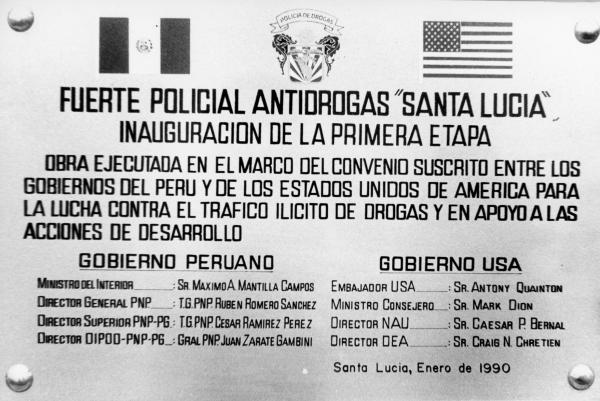 POLICIA DE DROGAS
FUERTE POLICIAL ANTIDROGAS "SANTA LUCIA"
INAUGURACION DE LA PRIMERA ETAPA
OBRA EJECUTADA EN EL MARCO DEL CONVENIO SUSCRITO ENTRE LOS
GOBIERNOS DEL PERU Y DE LOS ESTADOS UNIDOS DE AMERICA PARA
LA LUCHA CONTRA EL TRAFICO ILICITO DE DROGAS Y EN APOYO A LAS
ACCIONES DE DESARROLLO
GOBIERNO PERUANO
MINISTRO DEL INTERIOR : SR. MAXIMO A. MANTILLA CAMPOS
DIRECTOR GENERAL PNP : T.G. PNP. RUBEN ROMERO SANCHEZ
DIRECTOR SUPERIOR PNP-PG : T.G. PNP. CESAR RAMIREZ PEREZ
DIRECTOR DIPOD-PNP-PG : GRAL PNP. JUAN ZARATE GAMBINI
GOBIERNO USA
EMBAJADOR USA : SR. ANTONY QUAINTON
MINISTRO CONSEJERO : SR. MARK DION
DIRECTOR NAU : SR. CAESAR P. BERNAL
DIRECTOR DEA : SR. CRAIG N. CHRETIEN
Santa Lucia, Enero de 1990